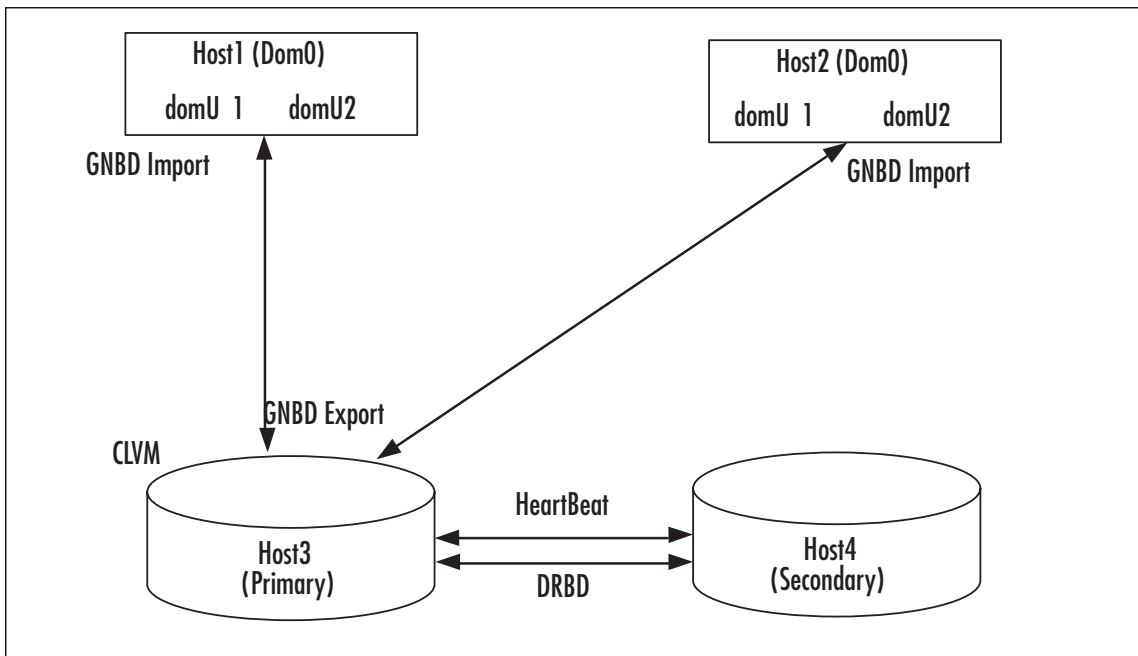 Host1 (Dom0)
domU 1 domU2
GNBD Import
Host2 (Dom0)
domU 1 domU2
GNBD Import
GNBD Export
CLVM
HeartBeat
Host3
(Primary)
DRBD
Host4
(Secondary)